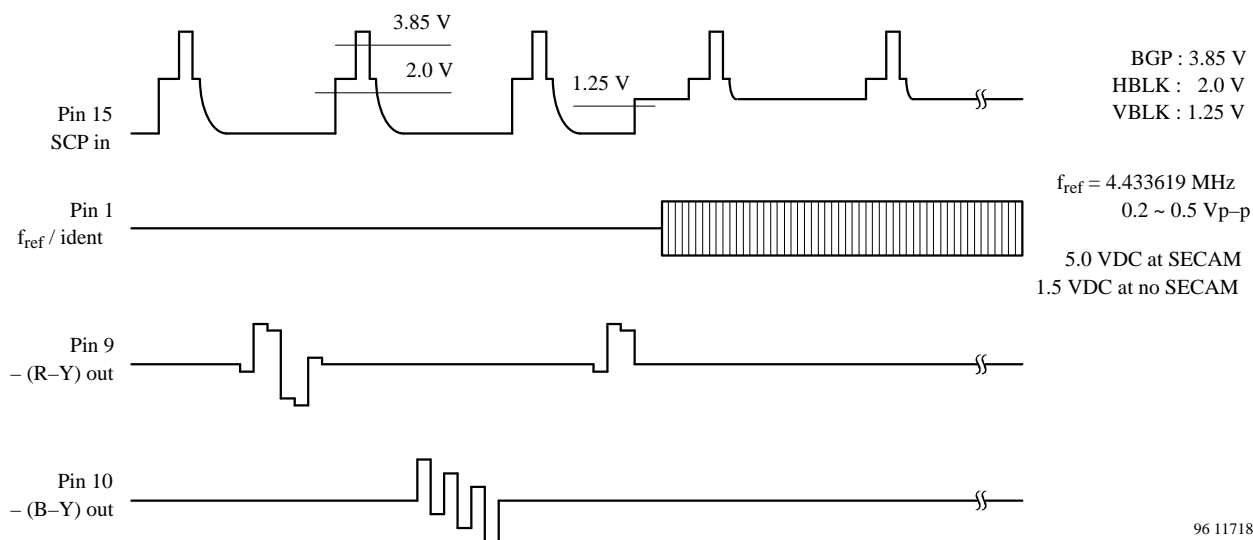 3.85 V
2.0 V
1.25 V
BGP : 3.85 V
HBLK : 2.0 V
VBLK : 1.25 V
Pin 15
SCP in
Pin 1
fref / ident
fref = 4.433619 MHz
0.2 ~ 0.5 Vp–p
5.0 VDC at SECAM
1.5 VDC at no SECAM
Pin 9
– (R–Y) out
Pin 10
– (B–Y) out
96 11718